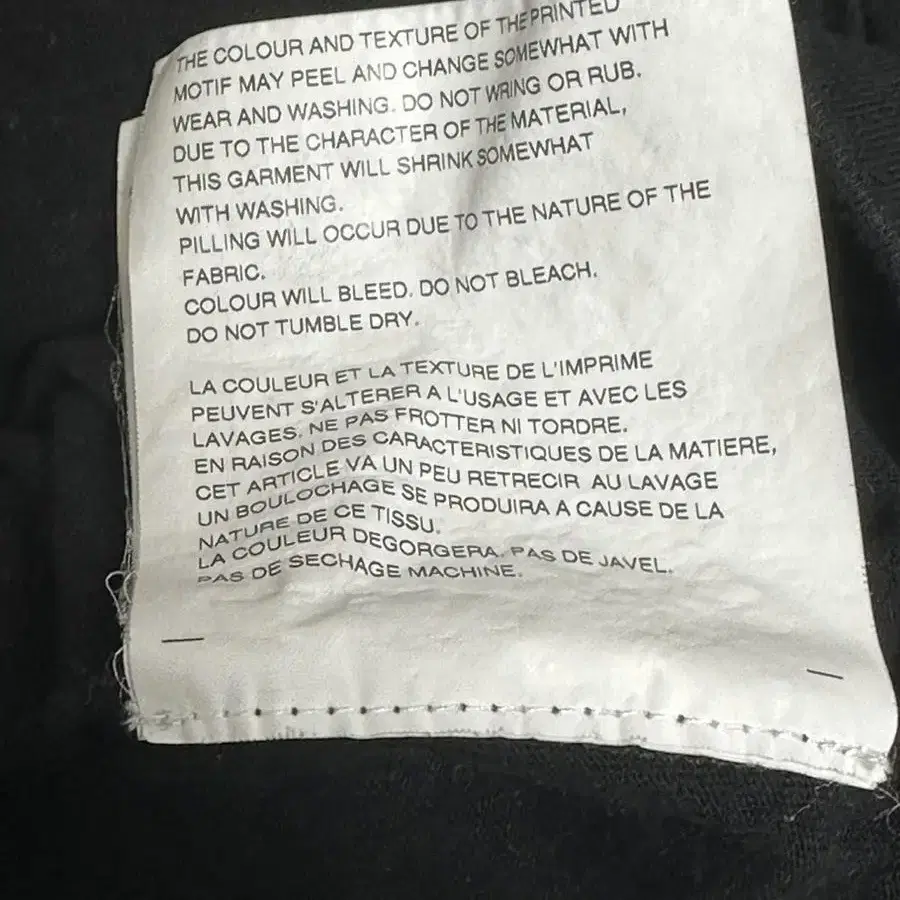 THE COLOUR AND TEXTURE OF THE PRINTED
MOTIF MAY PEEL AND CHANGE SOMEWHAT WITH
WEAR AND WASHING. DO NOT WRING OR RUB.
DUE TO THE CHARACTER OF THE MATERIAL,
THIS GARMENT WILL SHRINK SOMEWHAT
WITH WASHING.
PILLING WILL OCCUR DUE TO THE NATURE OF THE
FABRIC.
COLOUR WILL BLEED. DO NOT BLEACH.
DO NOT TUMBLE DRY.
LA COULEUR ET LA TEXTURE DE L'IMPRIME
PEUVENT S'ALTERER A L'USAGE ET AVEC LES
LAVAGES. NE PAS FROTTER NI TORDRE.
EN RAISON DES CARACTERISTIQUES DE LA MATIERE,
CET ARTICLE VA UN PEU RETRECIR AU LAVAGE
UN BOULOCHAGE SE PRODUIRA A CAUSE DE LA
NATURE DE CE TISSU.
LA COULEUR DEGORGERA. PAS DE JAVEL.
PAS DE SECHAGE MACHINE.